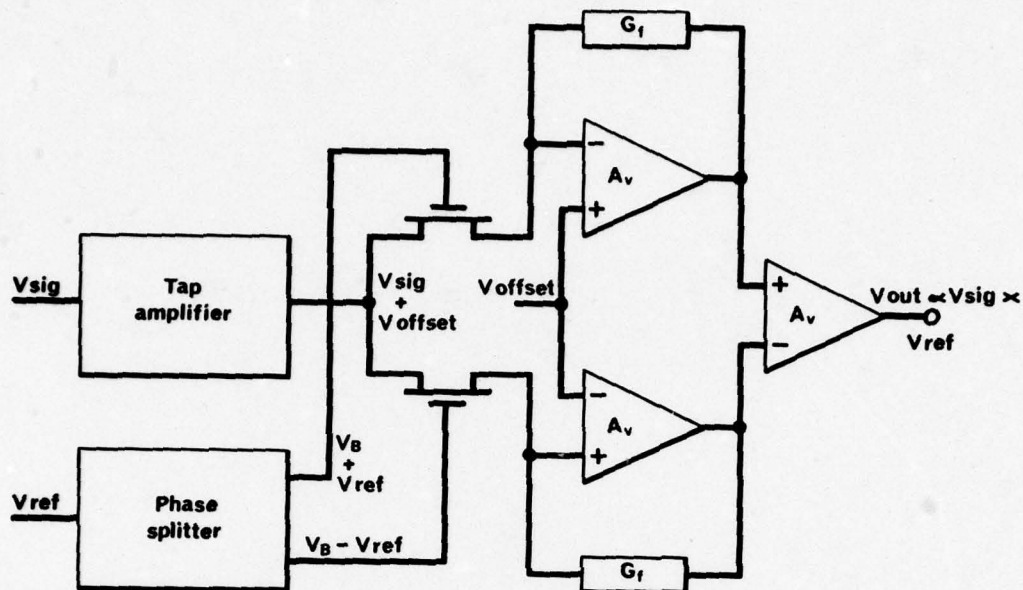 Gf
Av
−
+
Vsig
Tap
amplifier
Vsig
+
Voffset
Voffset
+
−
Av
Vout ∝ Vsig ×
Vref
−
+
Av
Vref
Phase
splitter
VB
+
Vref
VB − Vref
Gf